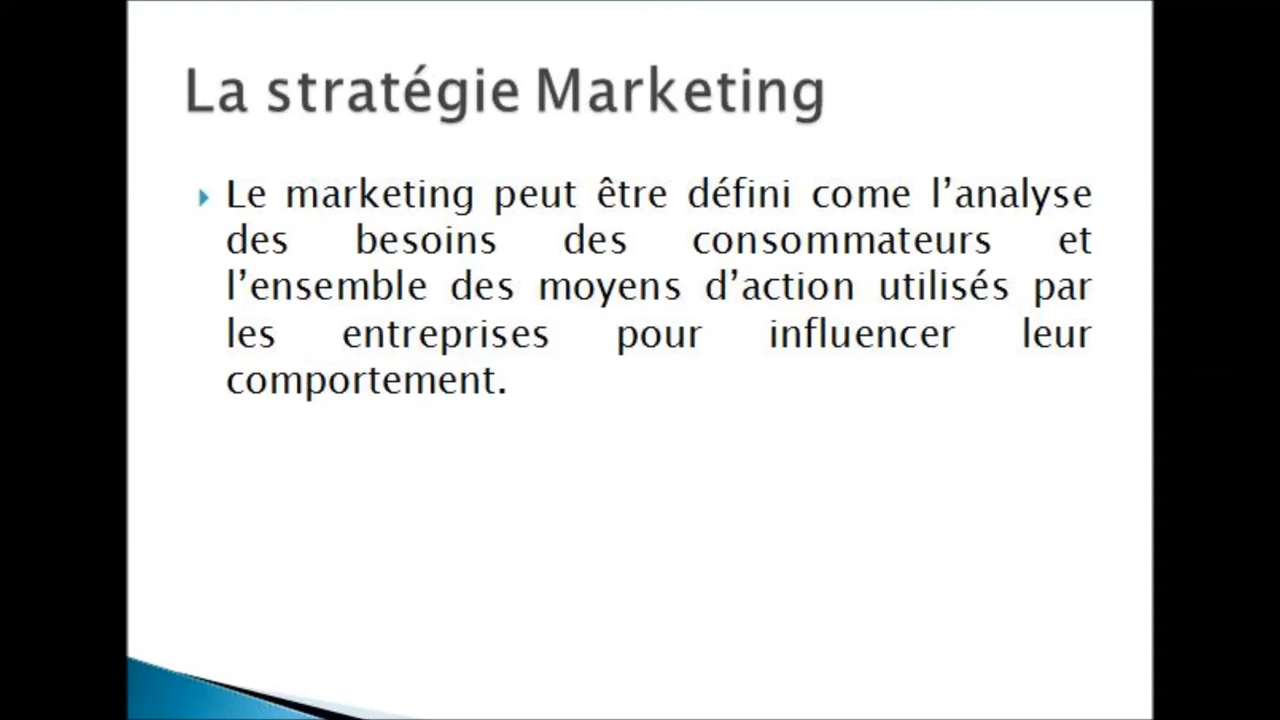 La stratégie Marketing
Le marketing peut être défini come l’analyse
des besoins des consommateurs et
l’ensemble des moyens d’action utilisés par
les entreprises pour influencer leur
comportement.